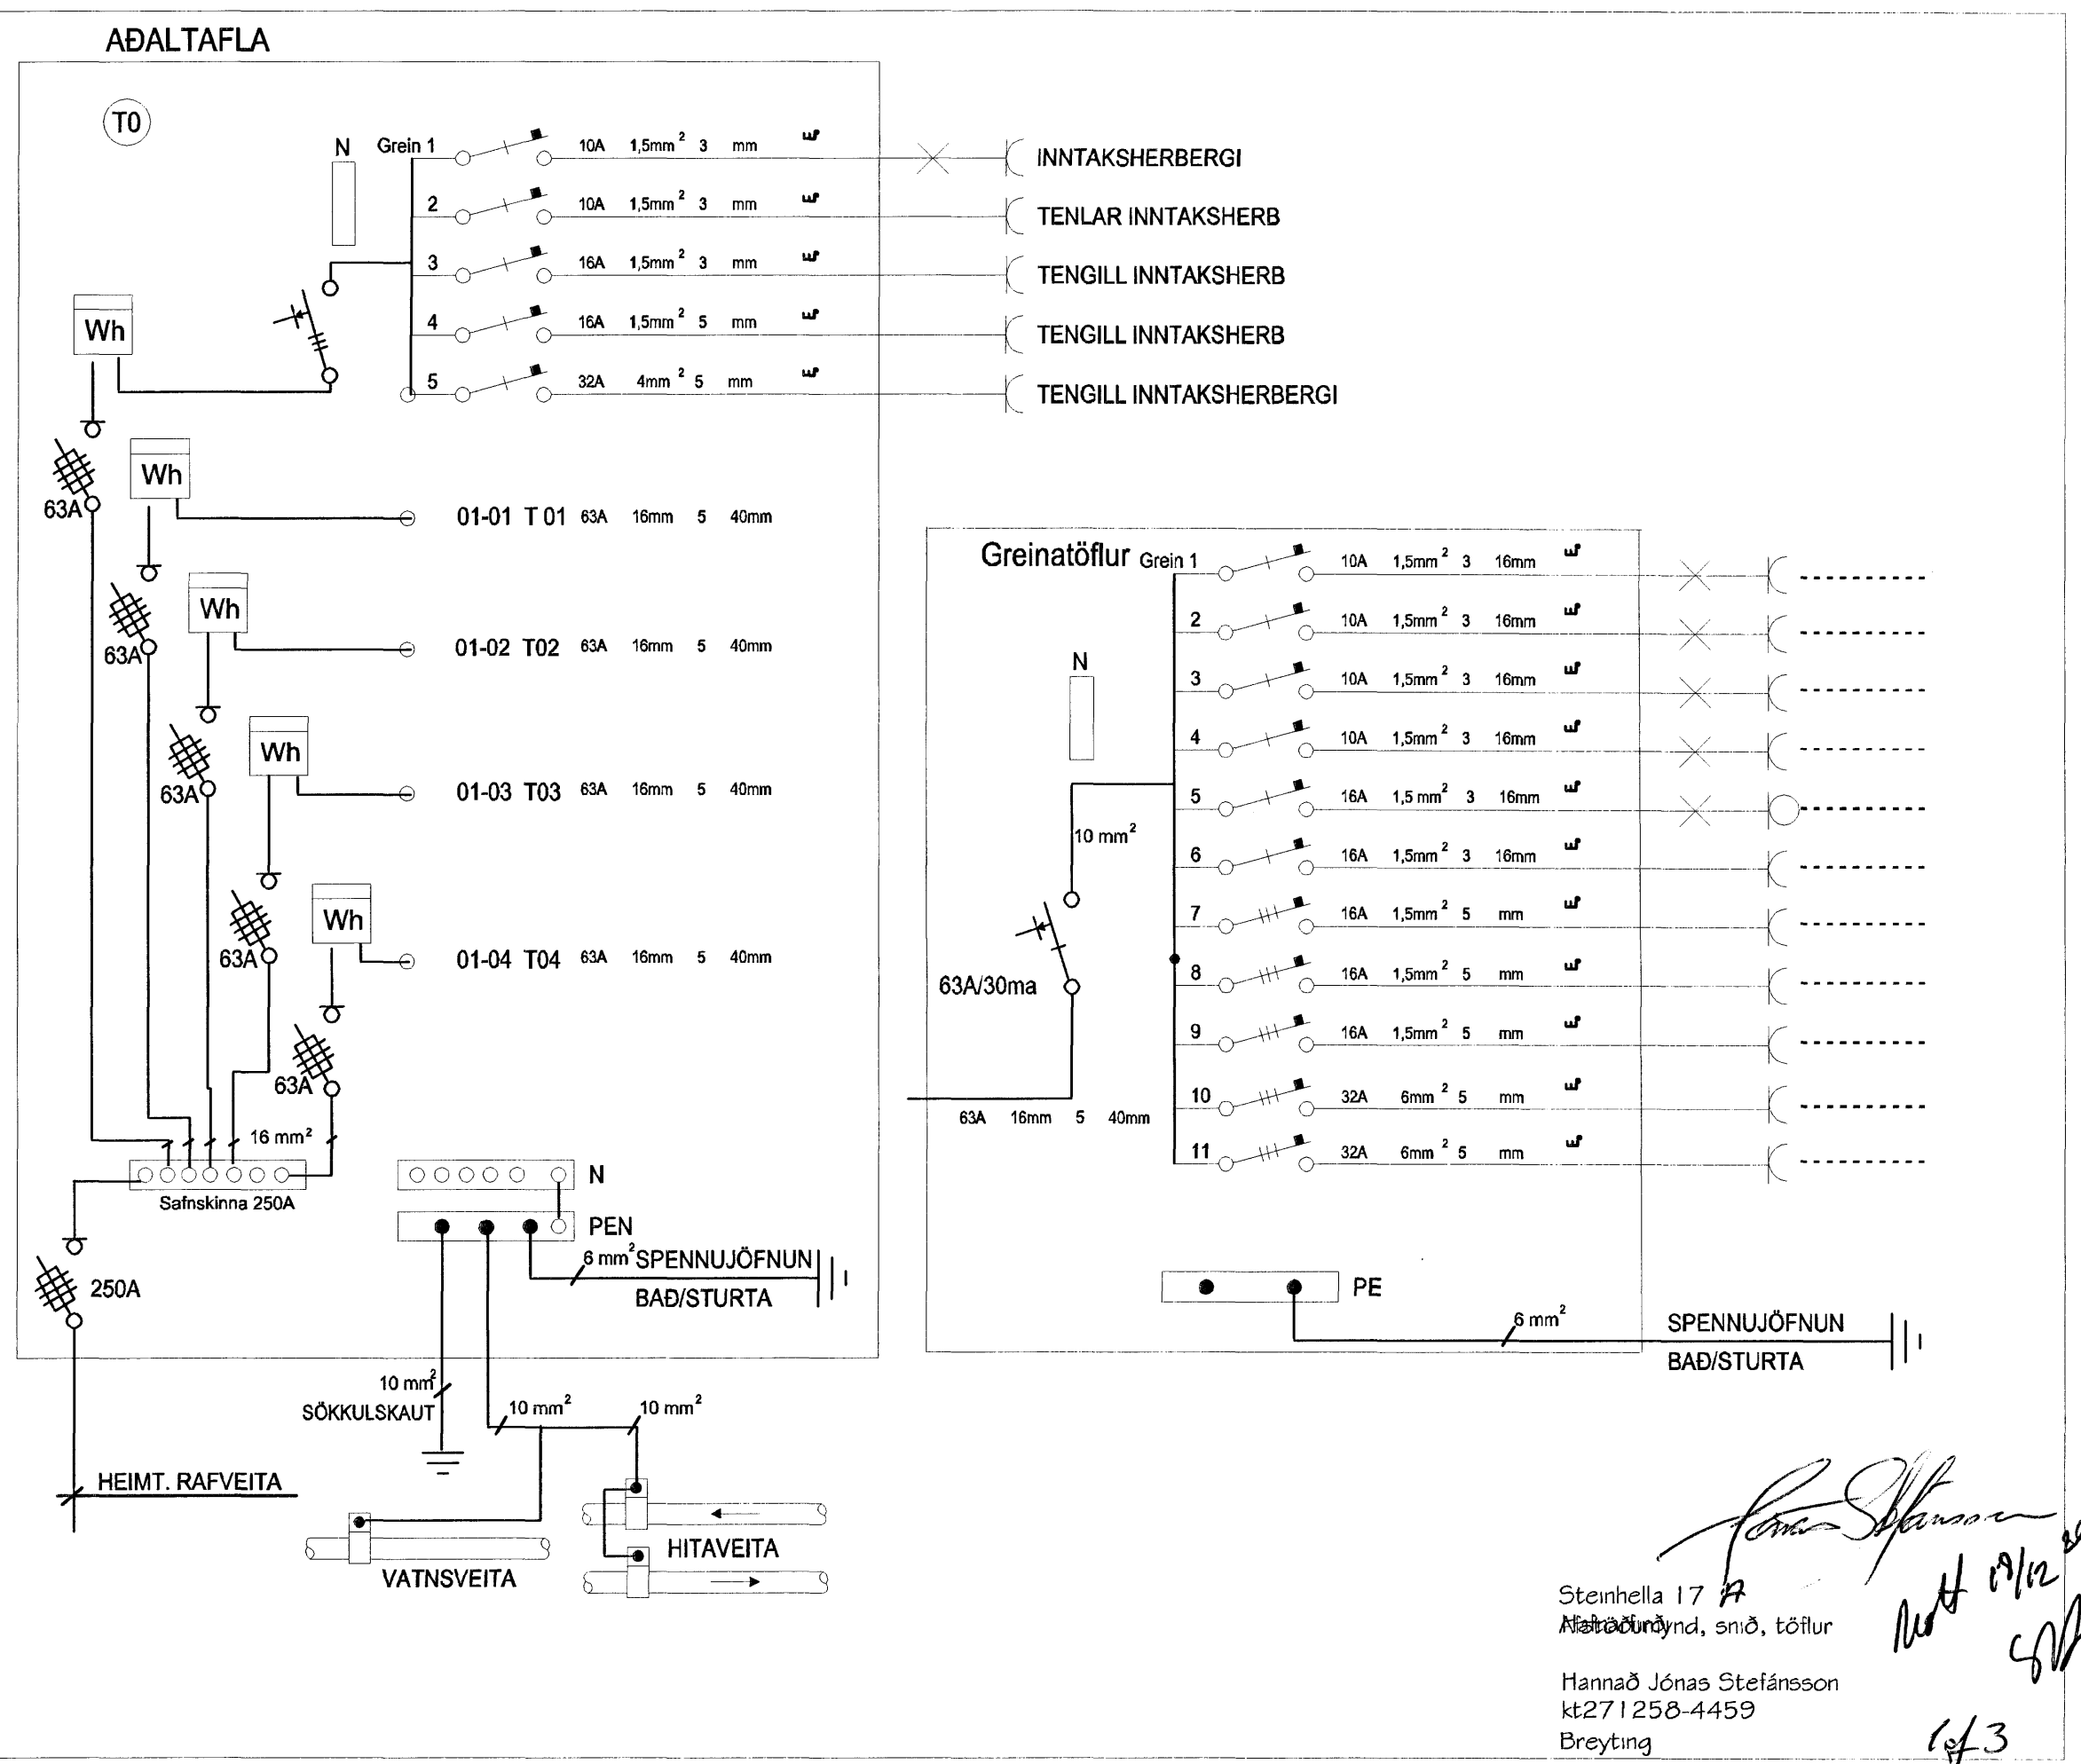 AÐALTAFLA
T0
N
Grein 1 10A 1,5mm² 3 mm INNTAKSHERBERGI
2 10A 1,5mm² 3 mm TENLAR INNTAKSHERB
3 16A 1,5mm² 3 mm TENGILL INNTAKSHERB
4 16A 1,5mm² 5 mm TENGILL INNTAKSHERB
5 32A 4mm² 5 mm TENGILL INNTAKSHERBERGI
Wh
63A
Wh
01-01 T 01 63A 16mm 5 40mm
63A
Wh
01-02 T02 63A 16mm 5 40mm
63A
Wh
01-03 T03 63A 16mm 5 40mm
63A
Wh
01-04 T04 63A 16mm 5 40mm
63A
16 mm²
Safnskinna 250A
250A
N
PEN
6 mm² SPENNUJÖFNUN
BAÐ/STURTA
10 mm²
SÖKKULSKAUT
10 mm²
10 mm²
HEIMT. RAFVEITA
VATNSVEITA
HITAVEITA
Greinatöflur
Grein 1 10A 1,5mm² 3 16mm
2 10A 1,5mm² 3 16mm
3 10A 1,5mm² 3 16mm
4 10A 1,5mm² 3 16mm
5 16A 1,5 mm² 3 16mm
6 16A 1,5mm² 3 16mm
7 16A 1,5mm² 5 mm
8 16A 1,5mm² 5 mm
9 16A 1,5mm² 5 mm
10 32A 6mm² 5 mm
11 32A 6mm² 5 mm
N
10 mm²
63A/30ma
63A 16mm 5 40mm
PE
6 mm²
SPENNUJÖFNUN
BAÐ/STURTA
Steinhella 17 A
snið, töflur
Hannað Jónas Stefánsson
kt271258-4459
Breyting
1 of 3